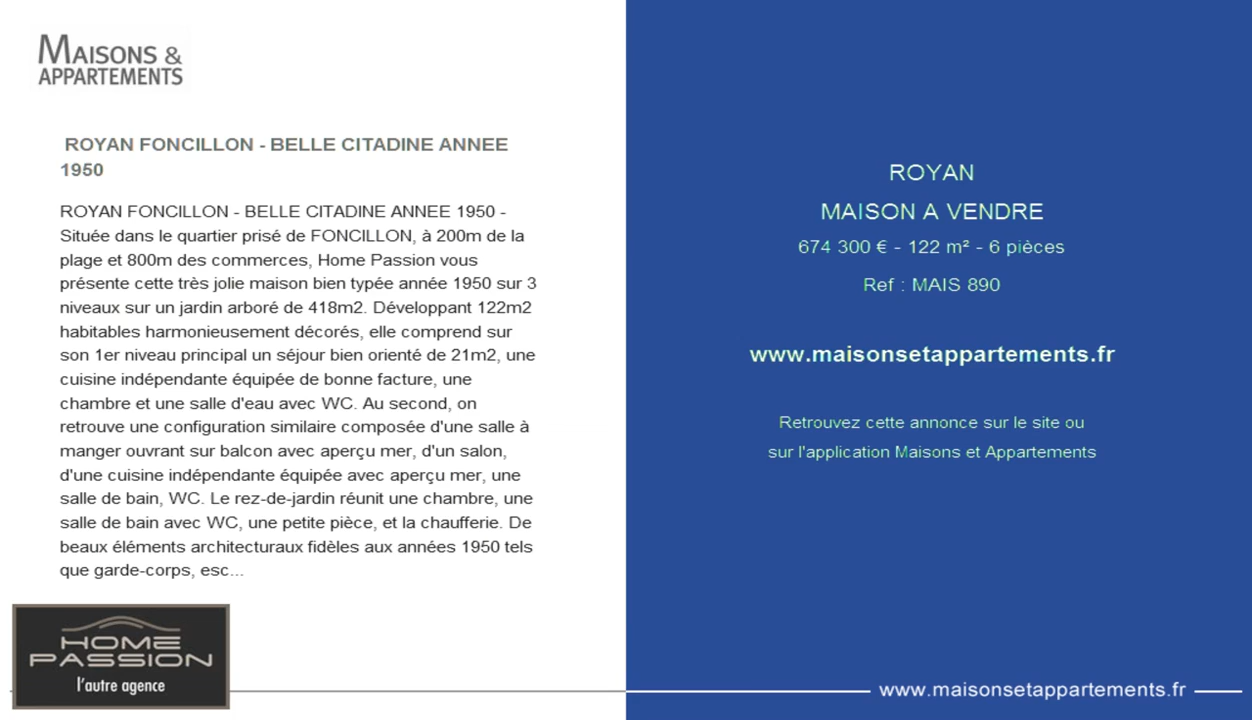 MAISONS &
APPARTEMENTS
ROYAN FONCILLON - BELLE CITADINE ANNEE
1950
ROYAN FONCILLON - BELLE CITADINE ANNEE 1950 -
Située dans le quartier prisé de FONCILLON, à 200m de la
plage et 800m des commerces, Home Passion vous
présente cette très jolie maison bien typée année 1950 sur 3
niveaux sur un jardin arboré de 418m2. Développant 122m2
habitables harmonieusement décorés, elle comprend sur
son 1er niveau principal un séjour bien orienté de 21m2, une
cuisine indépendante équipée de bonne facture, une
chambre et une salle d'eau avec WC. Au second, on
retrouve une configuration similaire composée d'une salle à
manger ouvrant sur balcon avec aperçu mer, d'un salon,
d'une cuisine indépendante équipée avec aperçu mer, une
salle de bain, WC. Le rez-de-jardin réunit une chambre, une
salle de bain avec WC, une petite pièce, et la chaufferie. De
beaux éléments architecturaux fidèles aux années 1950 tels
que garde-corps, esc...
HOME
PASSION
l'autre agence
ROYAN
MAISON A VENDRE
674 300 € - 122 m² - 6 pièces
Ref : MAIS 890
www.maisonsetappartements.fr
Retrouvez cette annonce sur le site ou
sur l'application Maisons et Appartements
www.maisonsetappartements.fr